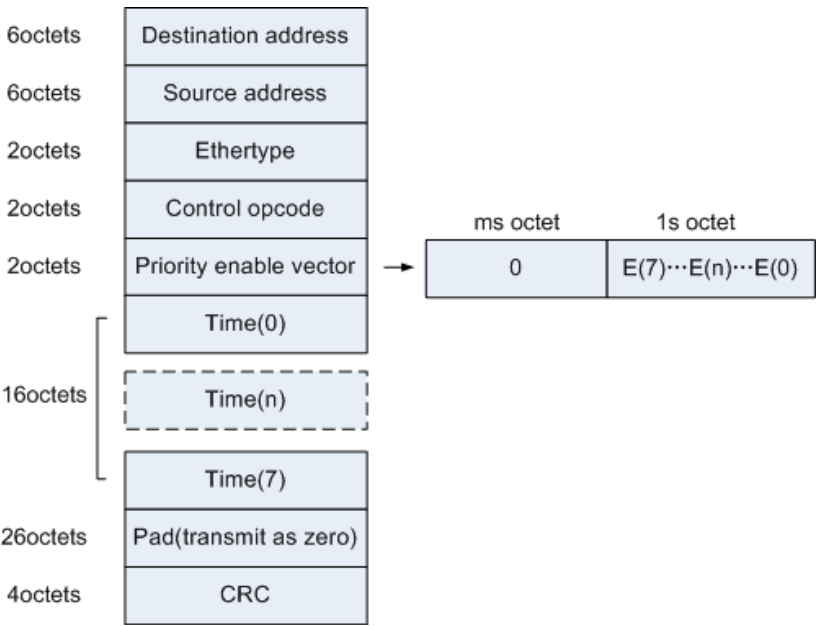 6octets Destination address
6octets Source address
2octets Ethertype
2octets Control opcode
ms octet 1s octet
2octets Priority enable vector 0 E(7)···E(n)···E(0)
Time(0)
16octets Time(n)
Time(7)
26octets Pad(transmit as zero)
4octets CRC